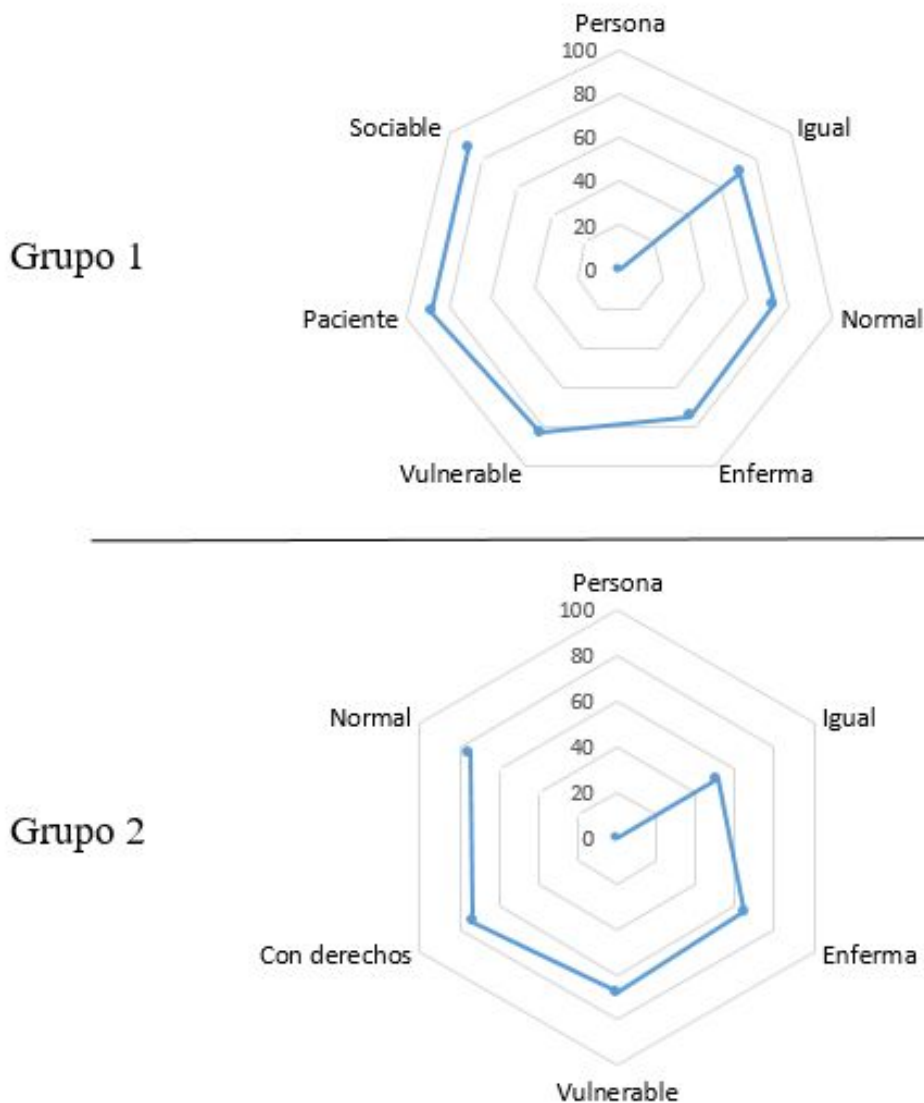 Persona
100
80
Sociable
Igual
60
40
20
Grupo 1
0
Paciente
Normal
Vulnerable
Enferma
Persona
100
80
Normal
Igual
60
40
20
Grupo 2
0
Con derechos
Enferma
Vulnerable